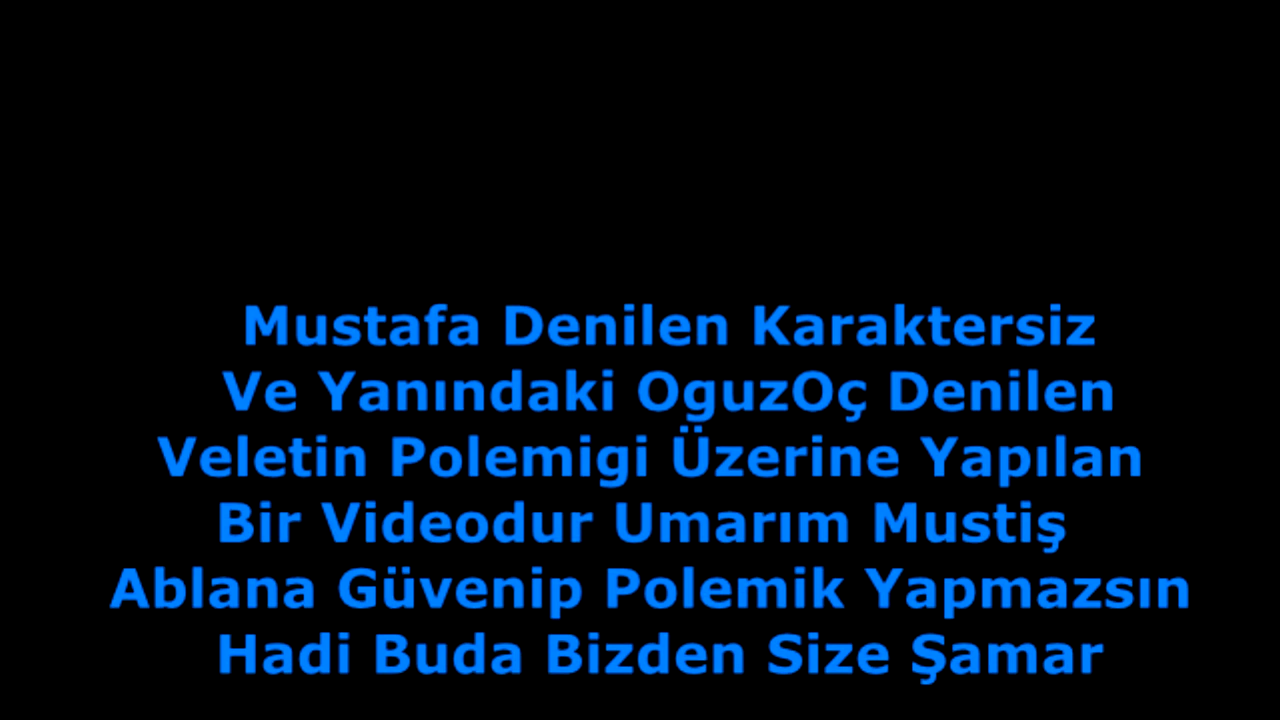 Mustafa Denilen Karaktersiz
Ve Yanındaki OguzOç Denilen
Veletin Polemigi Üzerine Yapılan
Bir Videodur Umarım Mustiş
Ablana Güvenip Polemik Yapmazsın
Hadi Buda Bizden Size Şamar